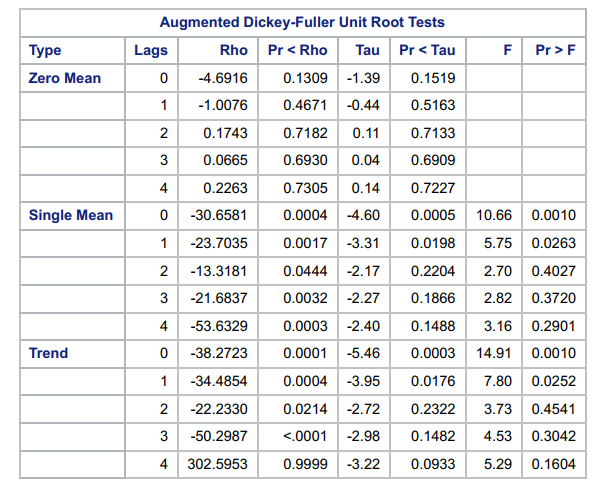 Augmented Dickey-Fuller Unit Root Tests
Type Lags Rho Pr < Rho Tau Pr < Tau F Pr > F
Zero Mean 0 -4.6916 0.1309 -1.39 0.1519
1 -1.0076 0.4671 -0.44 0.5163
2 0.1743 0.7182 0.11 0.7133
3 0.0665 0.6930 0.04 0.6909
4 0.2263 0.7305 0.14 0.7227
Single Mean 0 -30.6581 0.0004 -4.60 0.0005 10.66 0.0010
1 -23.7035 0.0017 -3.31 0.0198 5.75 0.0263
2 -13.3181 0.0444 -2.17 0.2204 2.70 0.4027
3 -21.6837 0.0032 -2.27 0.1866 2.82 0.3720
4 -53.6329 0.0003 -2.40 0.1488 3.16 0.2901
Trend 0 -38.2723 0.0001 -5.46 0.0003 14.91 0.0010
1 -34.4854 0.0004 -3.95 0.0176 7.80 0.0252
2 -22.2330 0.0214 -2.72 0.2322 3.73 0.4541
3 -50.2987 <.0001 -2.98 0.1482 4.53 0.3042
4 302.5953 0.9999 -3.22 0.0933 5.29 0.1604